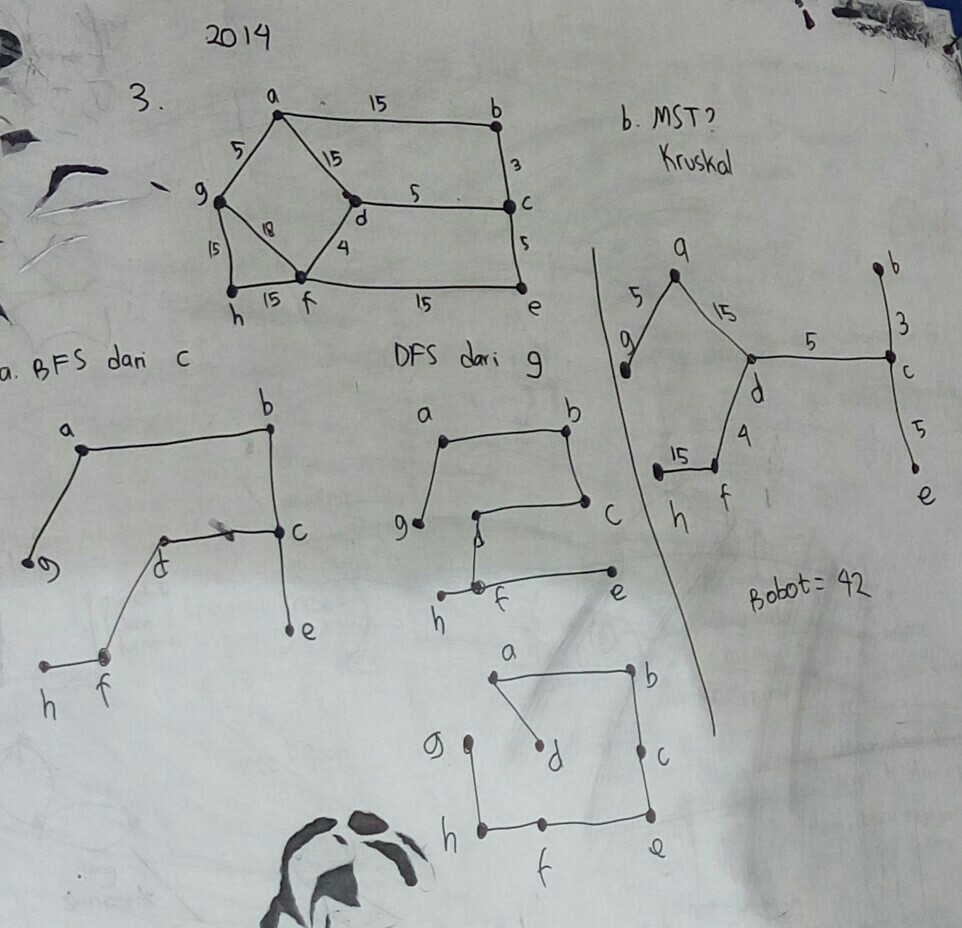 2014
3.
a 15 b
5 15 3
g 5 c
d
15 18 4 5
h 15 f 15 e
b. MST?
Kruskal
a. BFS dari c
a b
g d c
e
h f
DFS dari g
a b
g d c
h f e
a b
g d c
h f e
a b
5 15 3
g 5 c
d
15 4 5
h f e
Bobot = 42